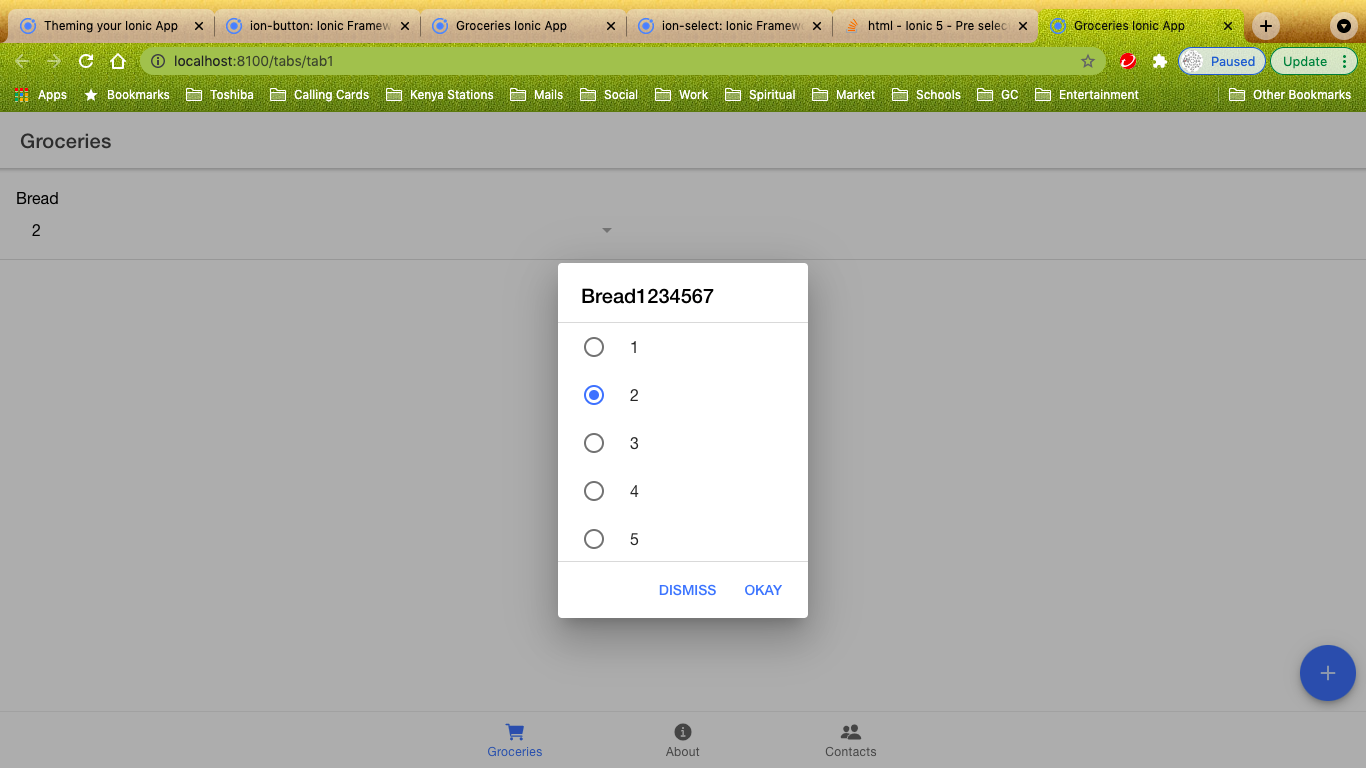 Theming your Ionic App
ion-button: Ionic Framew
Groceries Ionic App
ion-select: Ionic Framew
html - Ionic 5 - Pre selec
Groceries Ionic App
localhost:8100/tabs/tab1
Paused
Update
Apps
Bookmarks
Toshiba
Calling Cards
Kenya Stations
Mails
Social
Work
Spiritual
Market
Schools
GC
Entertainment
Other Bookmarks
Groceries
Bread
2
Bread1234567
1
2
3
4
5
DISMISS
OKAY
Groceries
About
Contacts